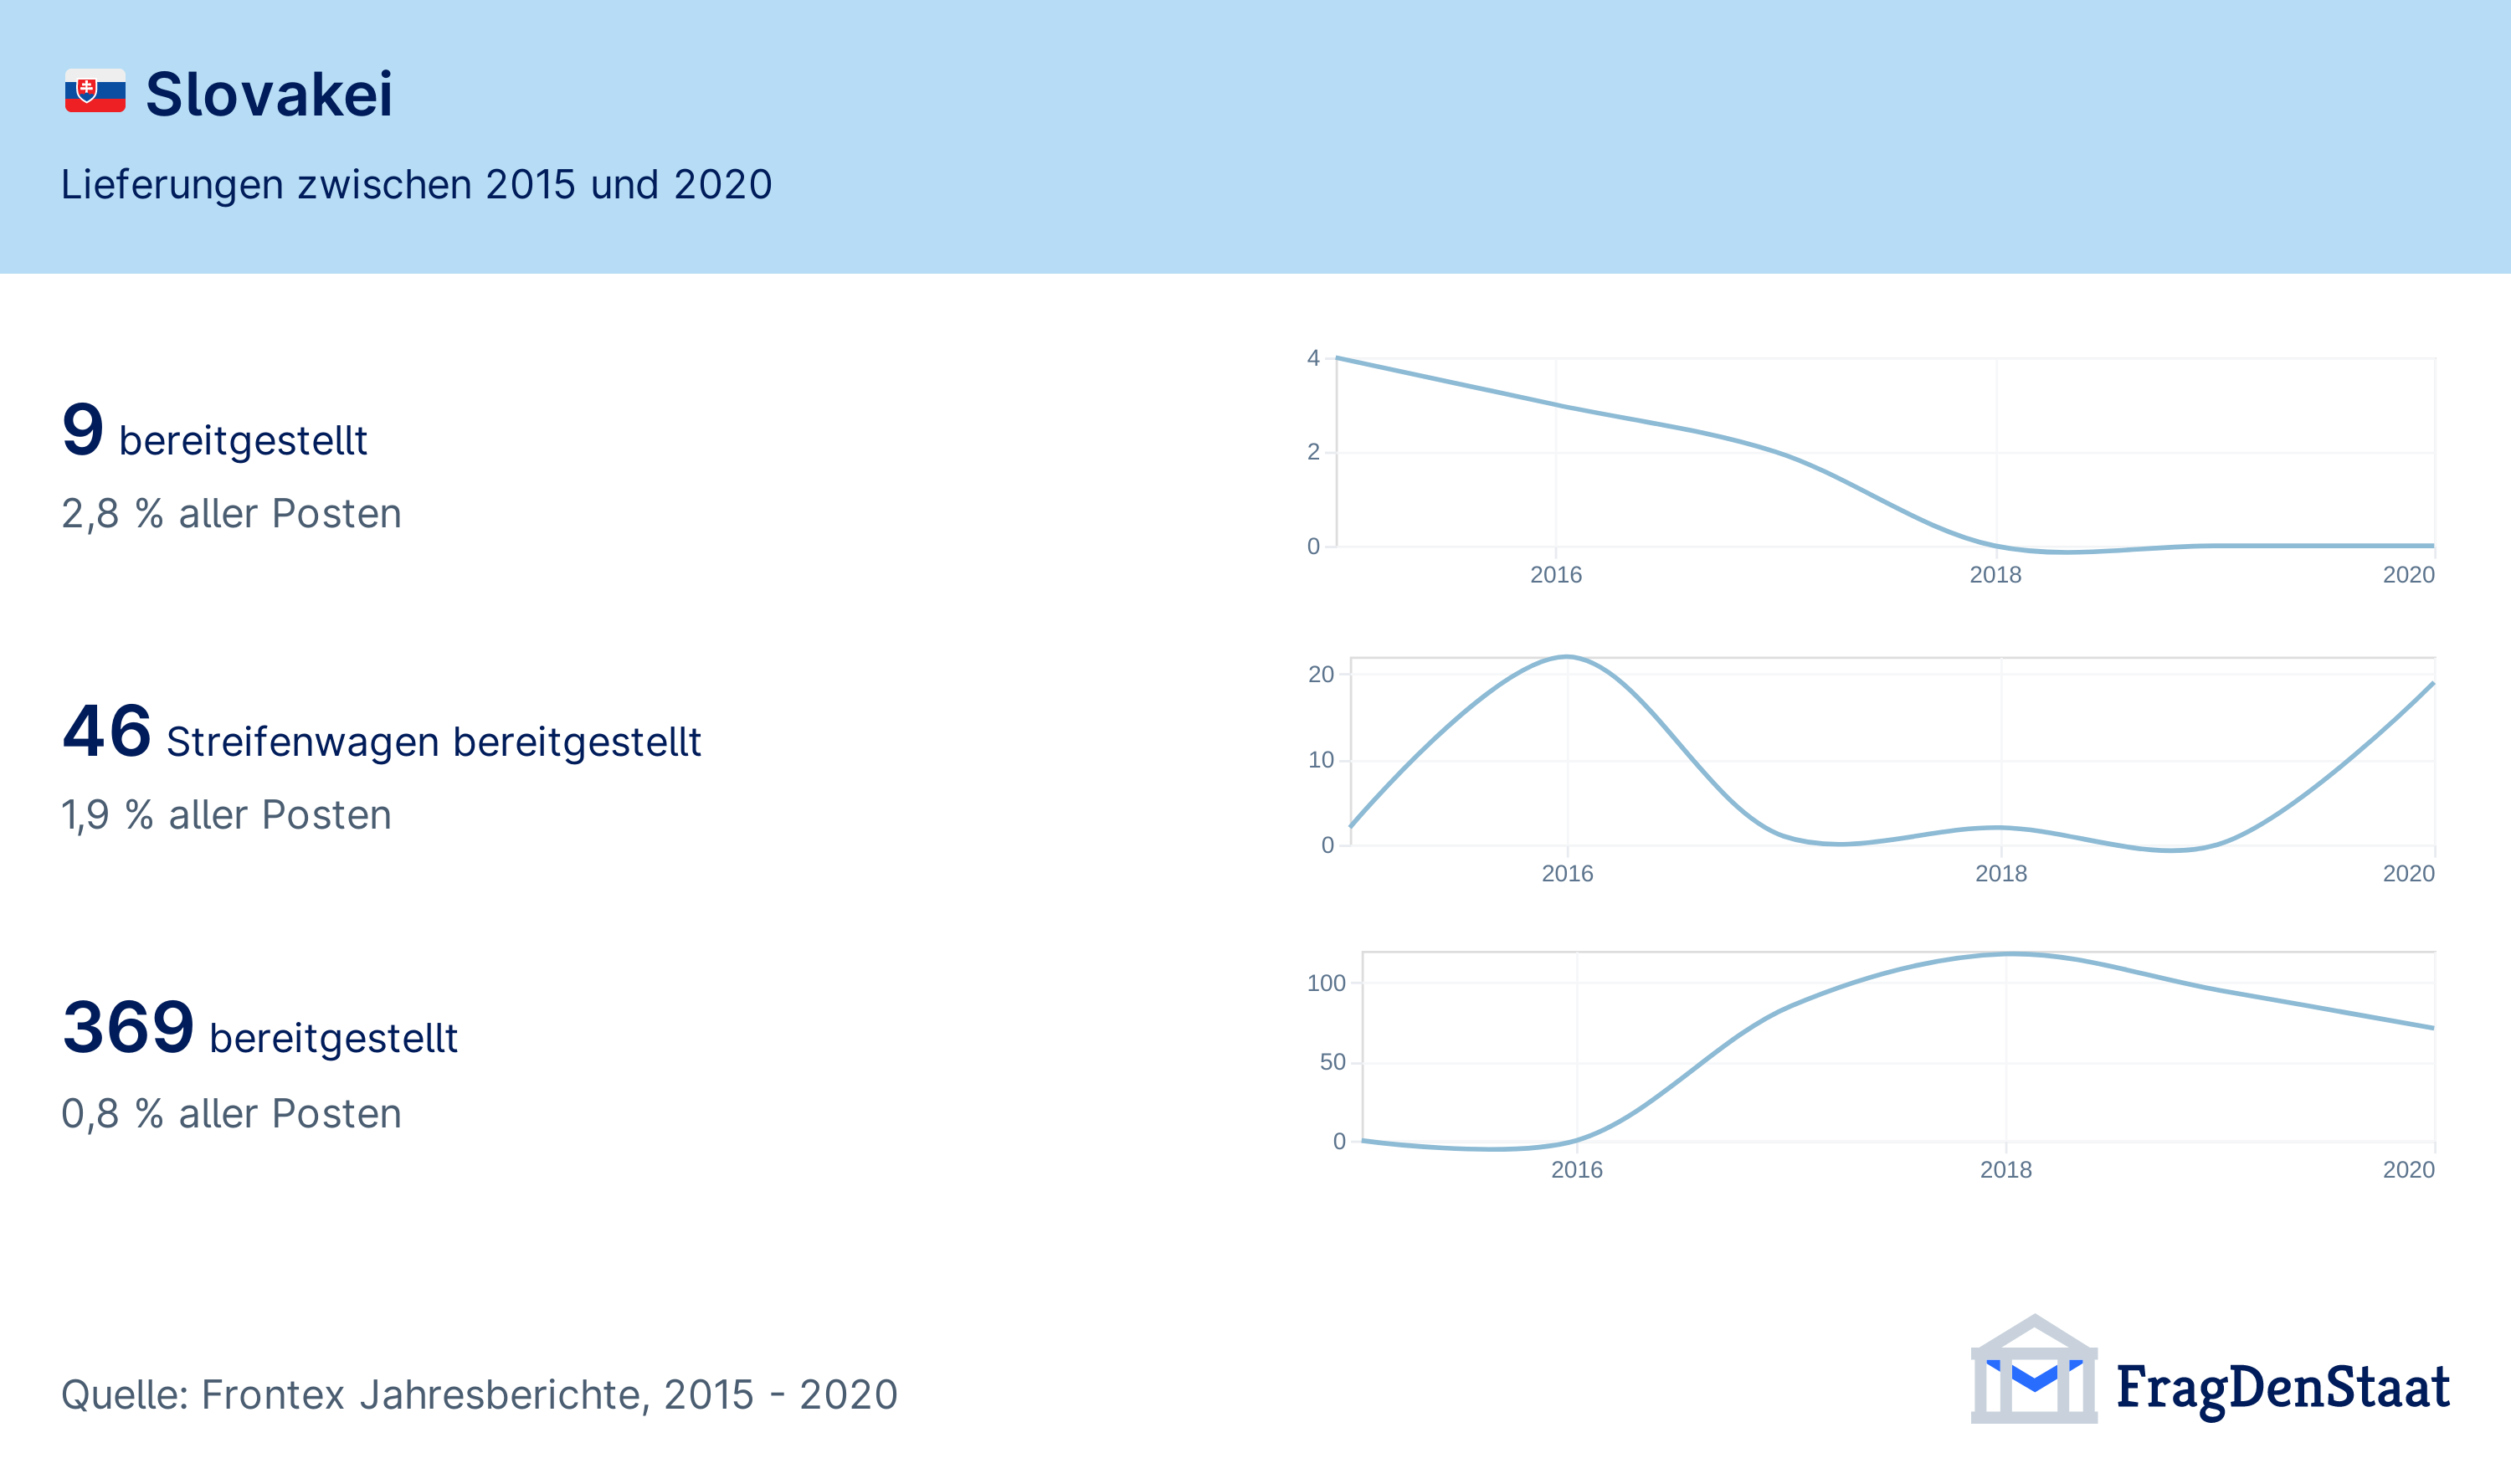 Slovakei
Lieferungen zwischen 2015 und 2020
9 bereitgestellt
2,8 % aller Posten
4
2
0
2016 2018 2020
46 Streifenwagen bereitgestellt
1,9 % aller Posten
20
10
0
2016 2018 2020
369 bereitgestellt
0,8 % aller Posten
100
50
0
2016 2018 2020
Quelle: Frontex Jahresberichte, 2015 - 2020
FragDenStaat